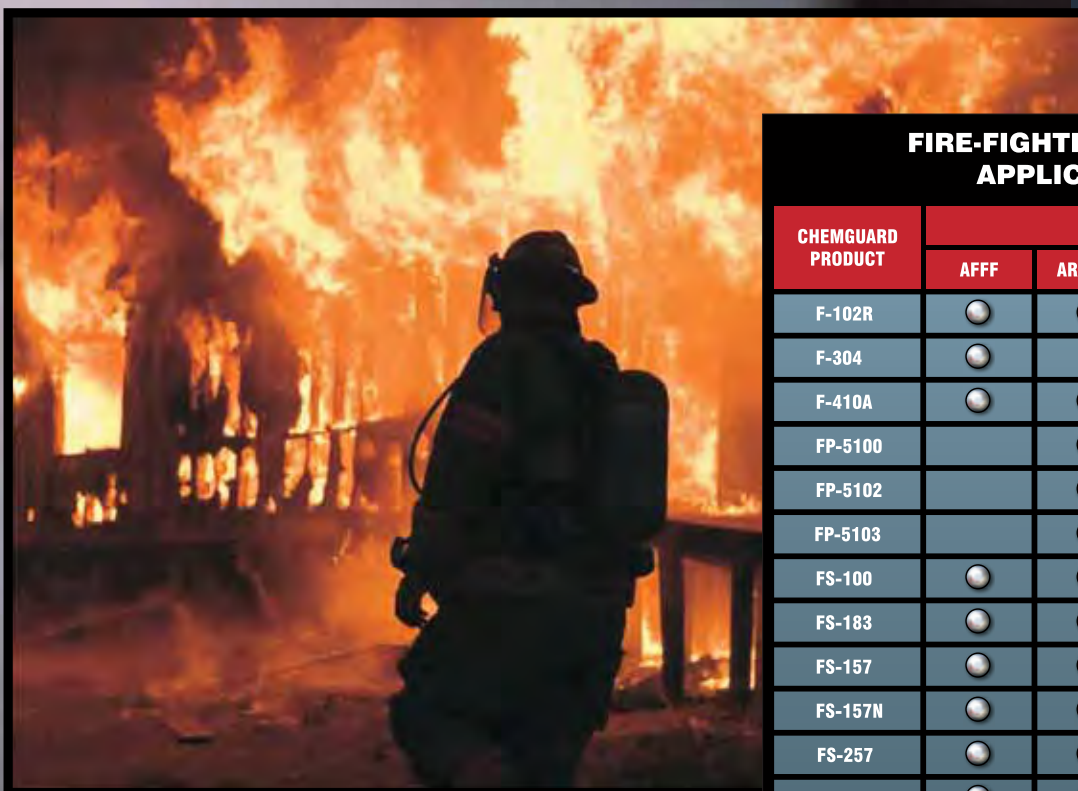 FIRE-FIGHTI
APPLIC
CHEMGUARD
PRODUCT
AFFF
AR
F-102R
F-304
F-410A
FP-5100
FP-5102
FP-5103
FS-100
FS-183
FS-157
FS-157N
FS-257